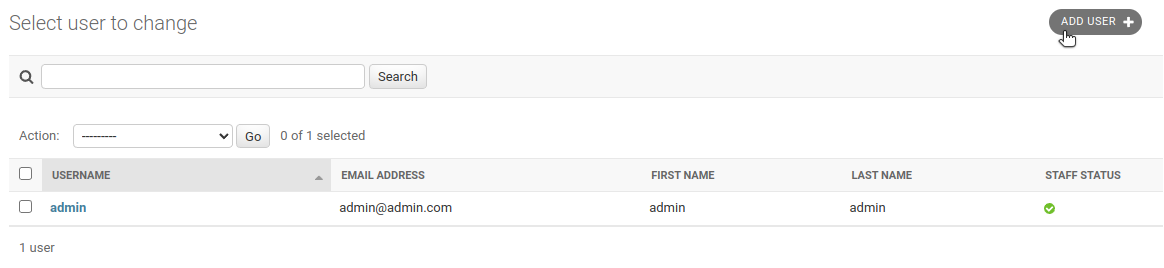 Select user to change
ADD USER +
Search
Action: --------- Go 0 of 1 selected
USERNAME EMAIL ADDRESS FIRST NAME LAST NAME STAFF STATUS
admin admin@admin.com admin admin
1 user